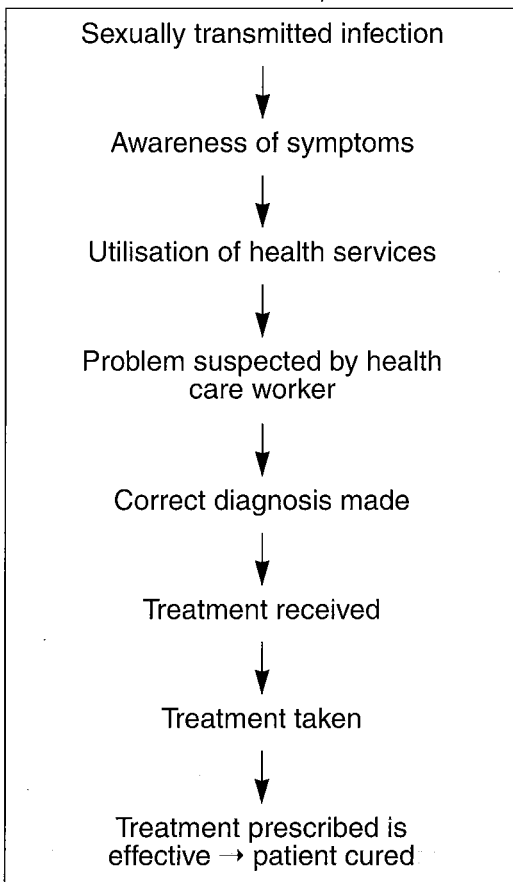 Sexually transmitted infection
Awareness of symptoms
Utilisation of health services
Problem suspected by health
care worker
Correct diagnosis made
Treatment received
Treatment taken
Treatment prescribed is
effective → patient cured